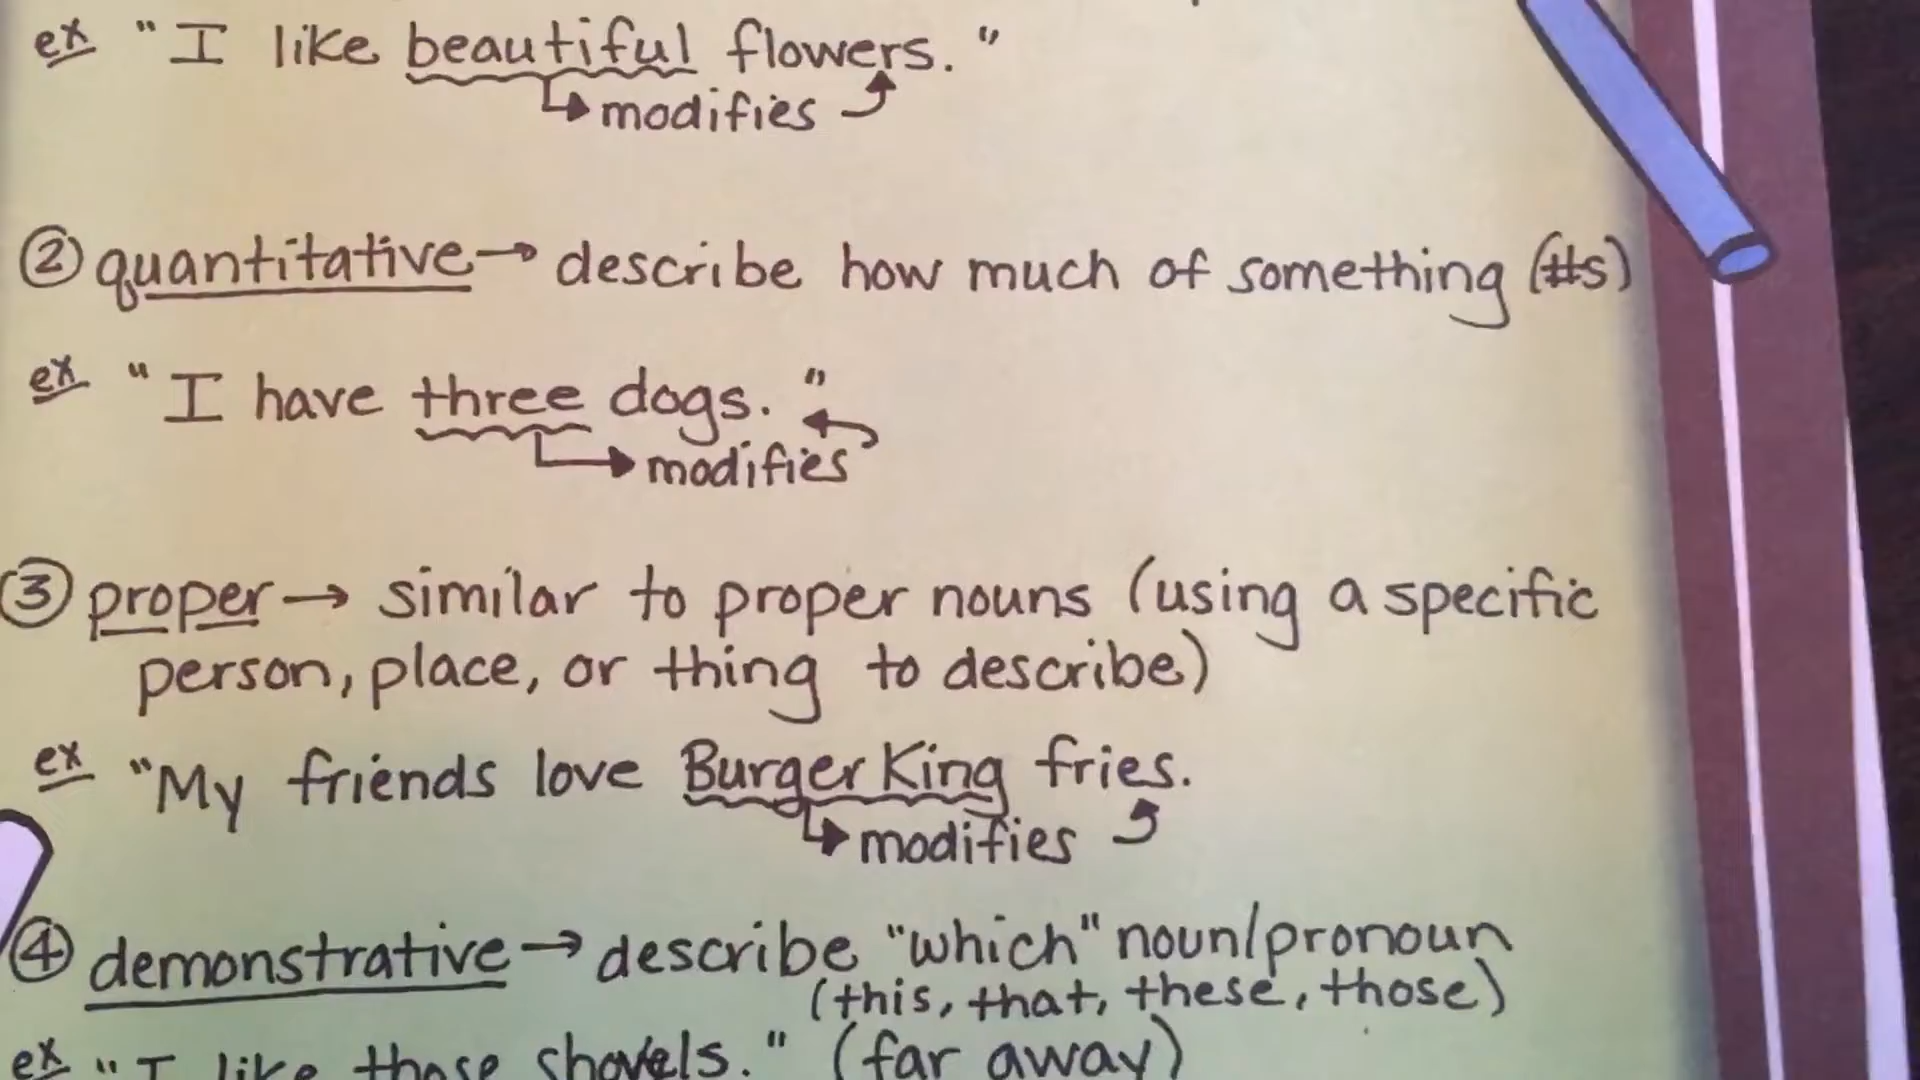 ex "I like beautiful flowers."
modifies
② quantitative → describe how much of something (#s)
ex "I have three dogs."
modifies
③ proper → similar to proper nouns (using a specific
person, place, or thing to describe)
ex "My friends love Burger King fries.
modifies
④ demonstrative → describe "which" noun/pronoun
(this, that, these, those)
ex "I like those shovels." (far away)